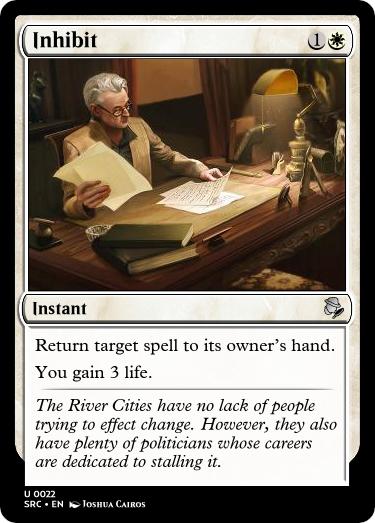 Inhibit 1
Instant
Return target spell to its owner's hand.
You gain 3 life.
The River Cities have no lack of people
trying to effect change. However, they also
have plenty of politicians whose careers
are dedicated to stalling it.
U 0022
SRC • EN Joshua Cairos